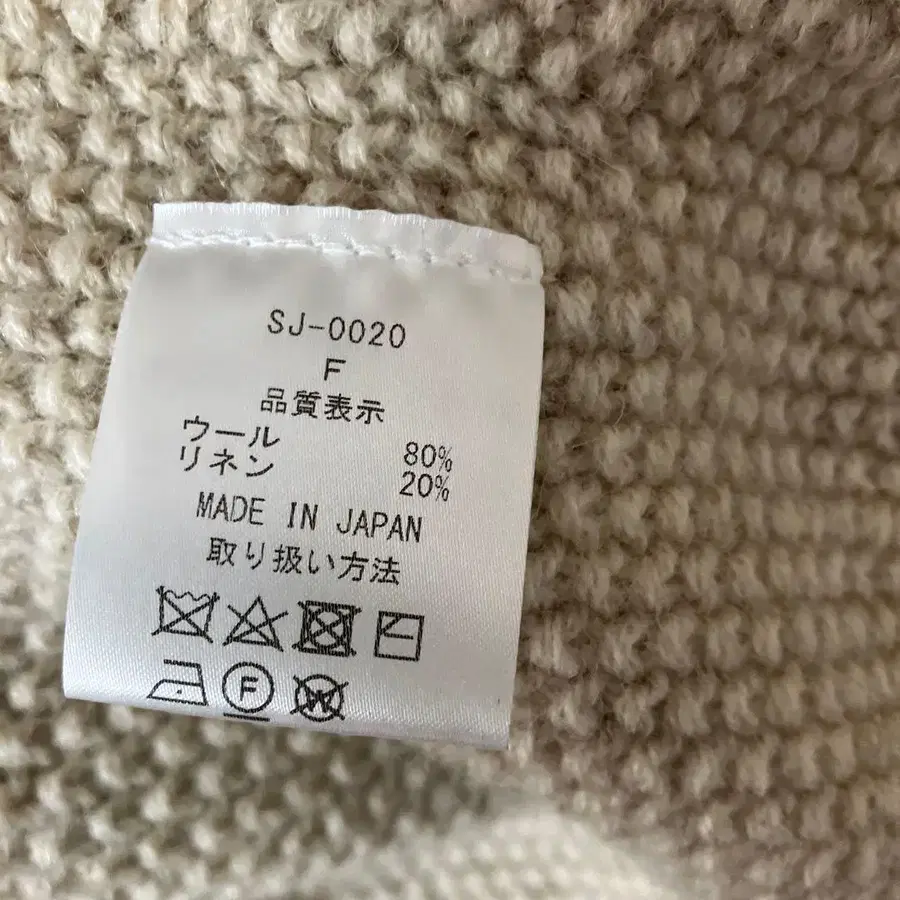 SJ-0020
F
品質表示
ウール 80%
リネン 20%
MADE IN JAPAN
取り扱い方法
F W